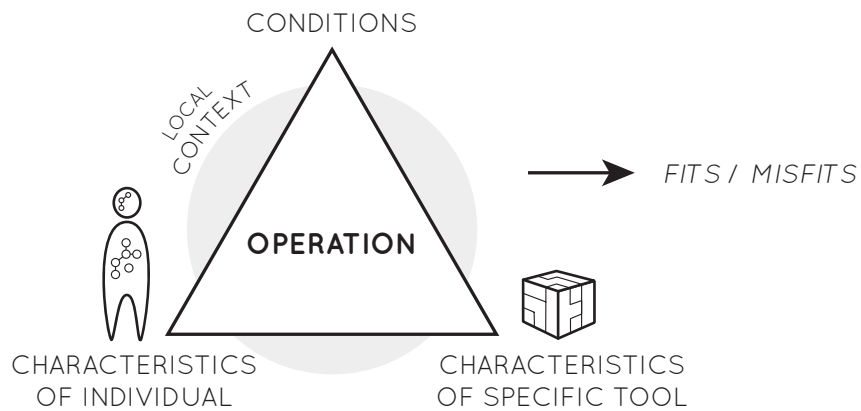 CONDITIONS
LOCAL
CONTEXT
FITS / MISFITS
OPERATION
CHARACTERISTICS
OF INDIVIDUAL
CHARACTERISTICS
OF SPECIFIC TOOL